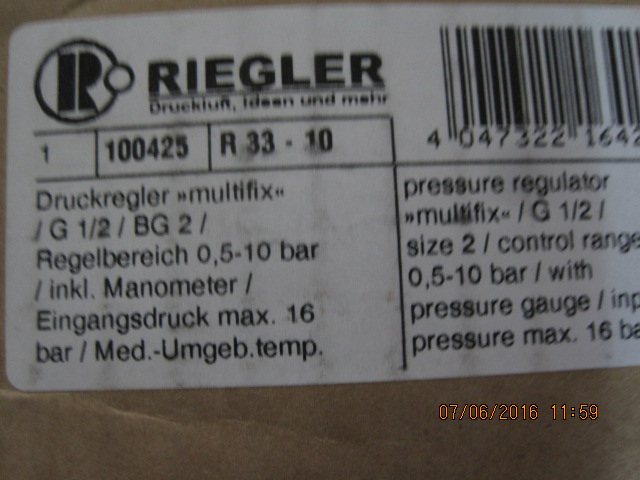 RIEGLER
Druckluft, Ideen und mehr
1 100425 R 33 - 10
4 047322 1642
Druckregler »multifix«
/ G 1/2 / BG 2 /
Regelbereich 0,5-10 bar
/ inkl. Manometer /
Eingangsdruck max. 16
bar / Med.-Umgeb.temp.
pressure regulator
»multifix« / G 1/2 /
size 2 / control range
0,5-10 bar / with
pressure gauge / inp
pressure max. 16 ba
07/06/2016 11:59